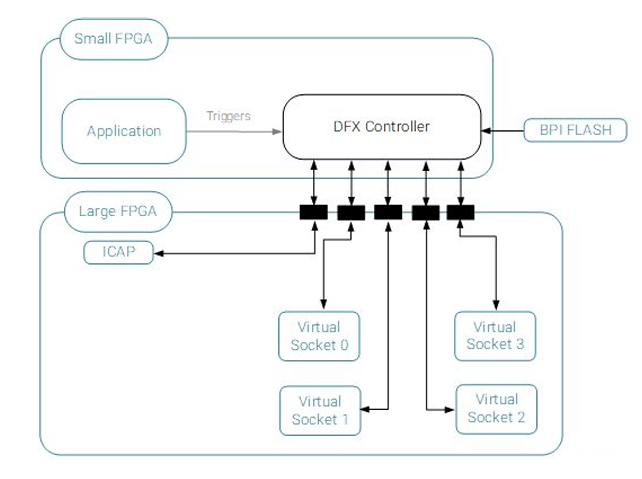 Small FPGA
Application
Triggers
DFX Controller
BPI FLASH
Large FPGA
ICAP
Virtual
Socket 0
Virtual
Socket 3
Virtual
Socket 1
Virtual
Socket 2